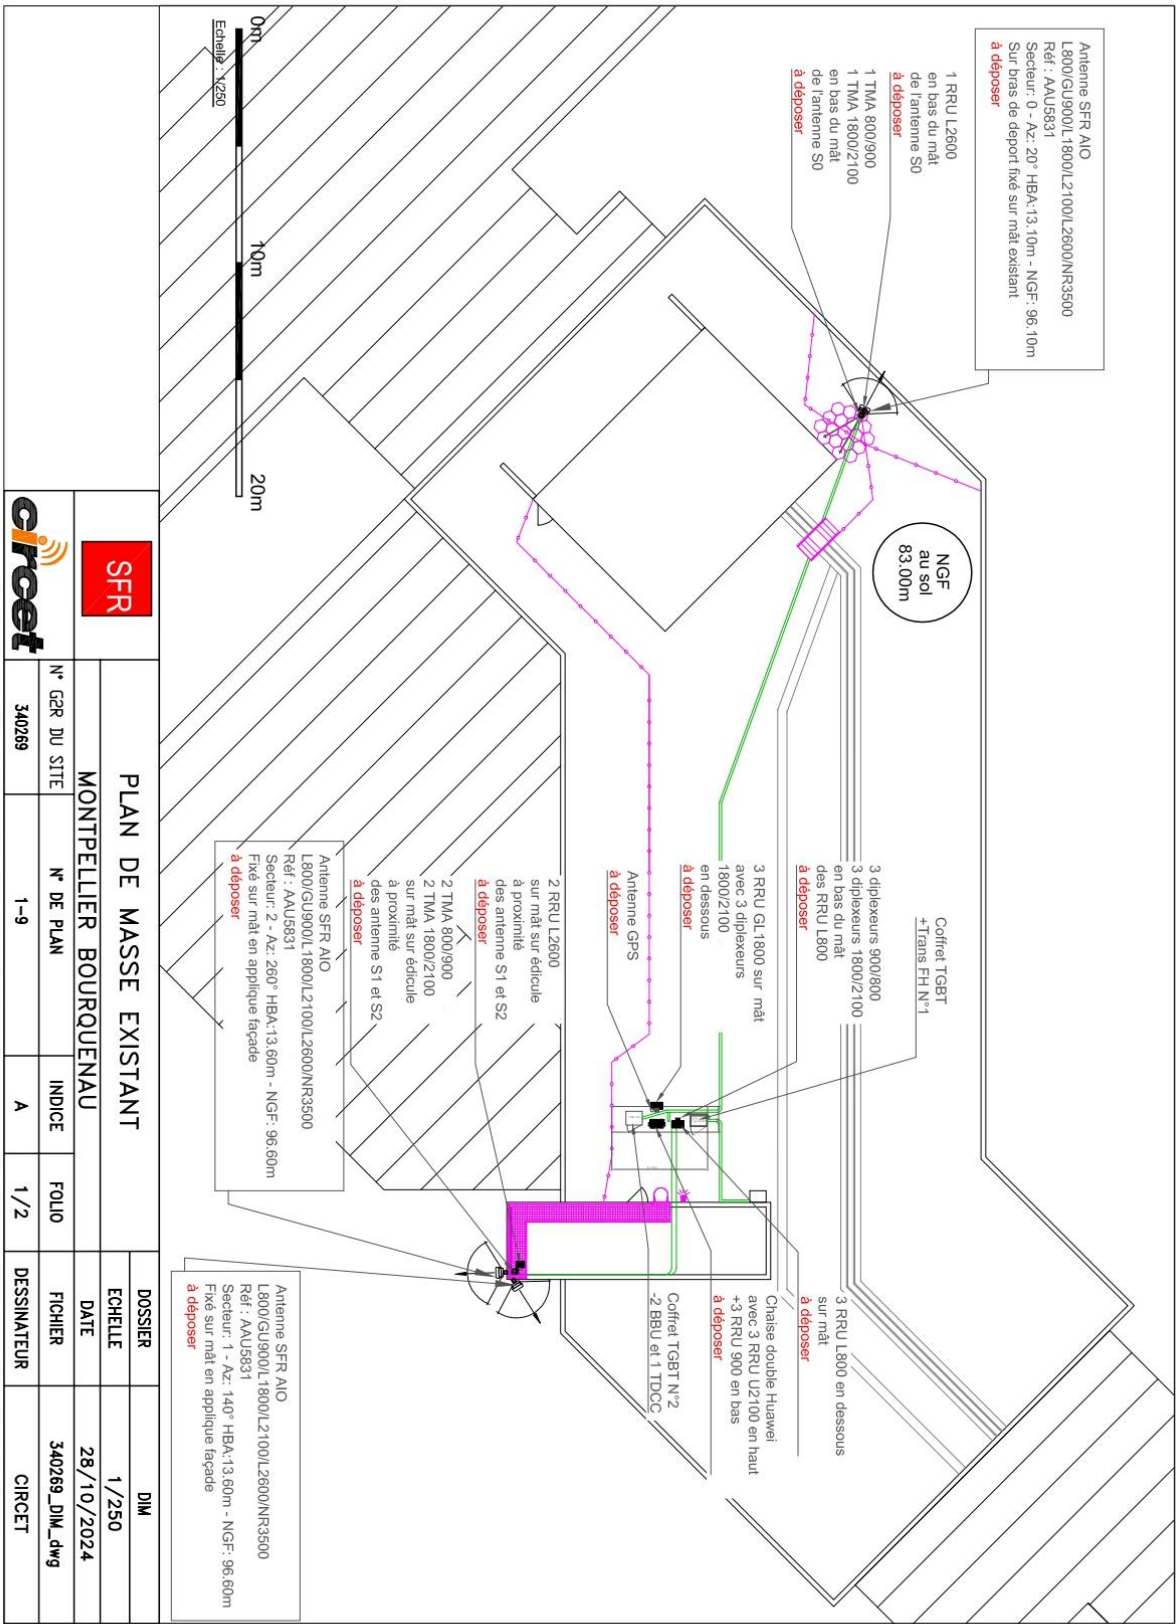 Antenne SFR AIO
L800/GU900/L1800/L2100/L2600/NR3500
Réf : AAU5831
Secteur: 0 - Az: 20° HBA:13.10m - NGF: 96.10m
Sur bras de deport fixé sur mât existant
à déposer
1 RRU L2600
en bas du mât
de l'antenne S0
à déposer
1 TMA 800/900
1 TMA 1800/2100
en bas du mât
de l'antenne S0
à déposer
NGF
au sol
83.00m
Coffret TGBT
+Trans FH N°1
3 diplexeurs 900/800
3 diplexeurs 1800/2100
en bas du mât
des RRU L800
à déposer
3 RRU GL1800 sur mât
avec 3 diplexeurs
1800/2100
en dessous
à déposer
Antenne GPS
à déposer
2 RRU L2600
sur mât sur édicule
à proximité
des antenne S1 et S2
à déposer
2 TMA 800/900
2 TMA 1800/2100
sur mât sur édicule
à proximité
des antenne S1 et S2
à déposer
Antenne SFR AIO
L800/GU900/L1800/L2100/L2600/NR3500
Réf : AAU5831
Secteur: 2 - Az: 260° HBA:13.60m - NGF: 96.60m
Fixé sur mât en applique façade
à déposer
3 RRU L800 en dessous
sur mât
à déposer
Chaise double Huawei
avec 3 RRU U2100 en haut
+3 RRU 900 en bas
à déposer
Coffret TGBT N°2
-2 BBU et 1 TDCC
Antenne SFR AIO
L800/GU900/L1800/L2100/L2600/NR3500
Réf : AAU5831
Secteur: 1 - Az: 140° HBA:13.60m - NGF: 96.60m
Fixé sur mât en applique façade
à déposer
0m 10m 20m
Echelle : 1/250
SFR
circet
PLAN DE MASSE EXISTANT
MONTPELLIER BOURQUENAU
N° G2R DU SITE
N° DE PLAN
INDICE
FOLIO
340269
1-9
A
1/2
DOSSIER DIM
ECHELLE 1/250
DATE 28/10/2024
FICHIER 340269_DIM_dwg
DESSINATEUR CIRCET